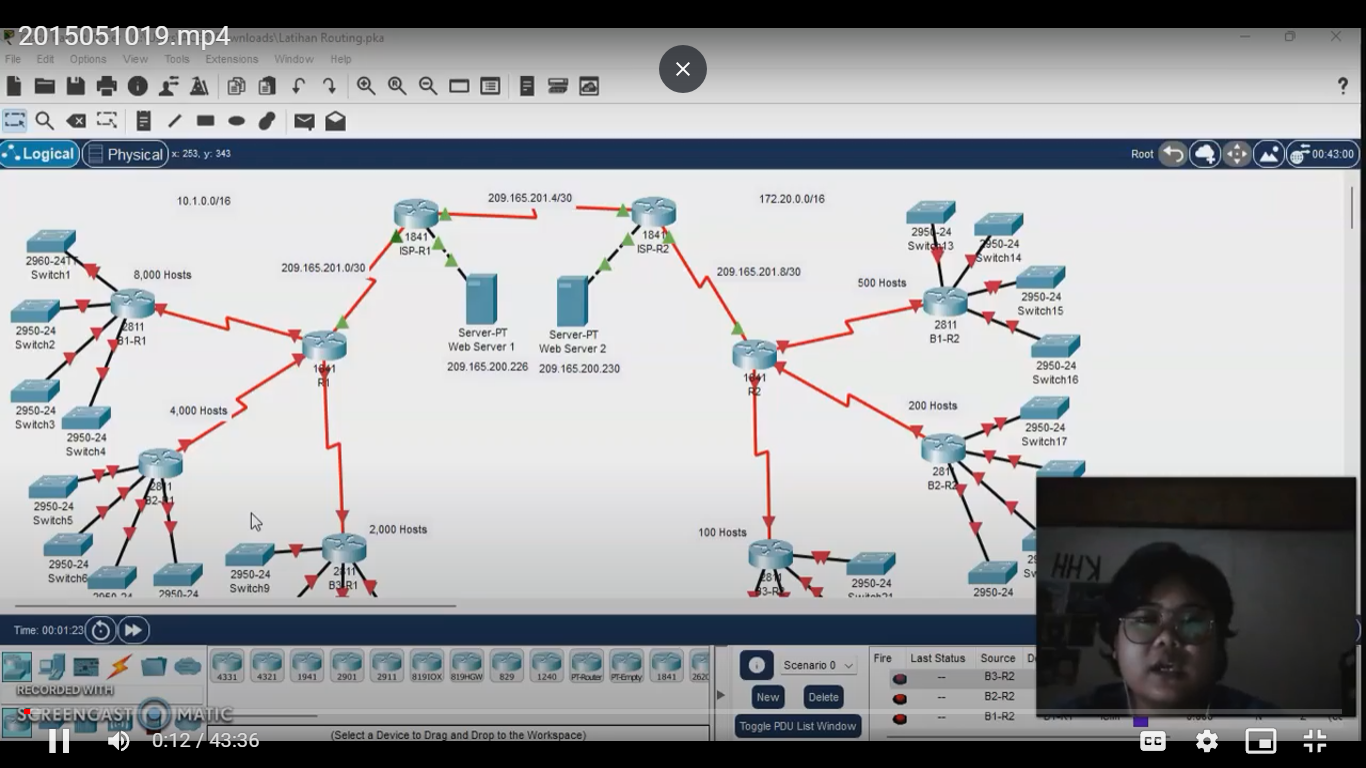 2015051019.mp4
wnloads\Latihan Routing.pka
File Edit Options View Tools Extensions Window Help
Logical Physical x: 253, y: 343 Root 00:43:00
10.1.0.0/16
209.165.201.4/30
172.20.0.0/16
1841
ISP-R1
1841
ISP-R2
2950-24
Switch13
2950-24
Switch14
2960-24TT
Switch1
8,000 Hosts
209.165.201.0/30
209.165.201.8/30
500 Hosts
2950-24
Switch15
2950-24
Switch2
2811
B1-R1
Server-PT
Web Server 1
209.165.200.226
Server-PT
Web Server 2
209.165.200.230
2811
B1-R2
2950-24
Switch16
1841
R1
1841
R2
2950-24
Switch3
4,000 Hosts
2950-24
Switch4
200 Hosts
2950-24
Switch17
2811
B2-R1
B2-R2
2950-24
Switch5
2950-24
Switch6
2,000 Hosts
100 Hosts
2950-24
Switch9
2811
B3-R1
2811
2950-24
Switch21
2950-24
2950-24
2950-24
Time: 00:01:23
4331 4321 1941 2901 2911 819IOX 819HGW 829 1240 PT-Router PT-Empty 1841
Scenario 0
New Delete
Toggle PDU List Window
Fire Last Status Source
-- B3-R2
-- B2-R2
-- B1-R2
RECORDED WITH
SCREENCAST MATIC
(Select a Device to Drag and Drop to the Workspace)
0:12 / 43:36
CC
KHH